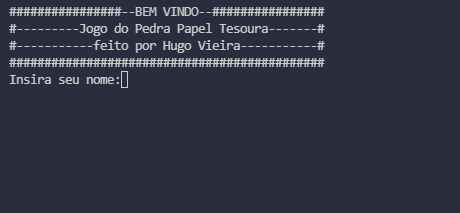 ################--BEM VINDO--################
#---------Jogo do Pedra Papel Tesoura-------#
#-----------feito por Hugo Vieira-----------#
#############################################
Insira seu nome: